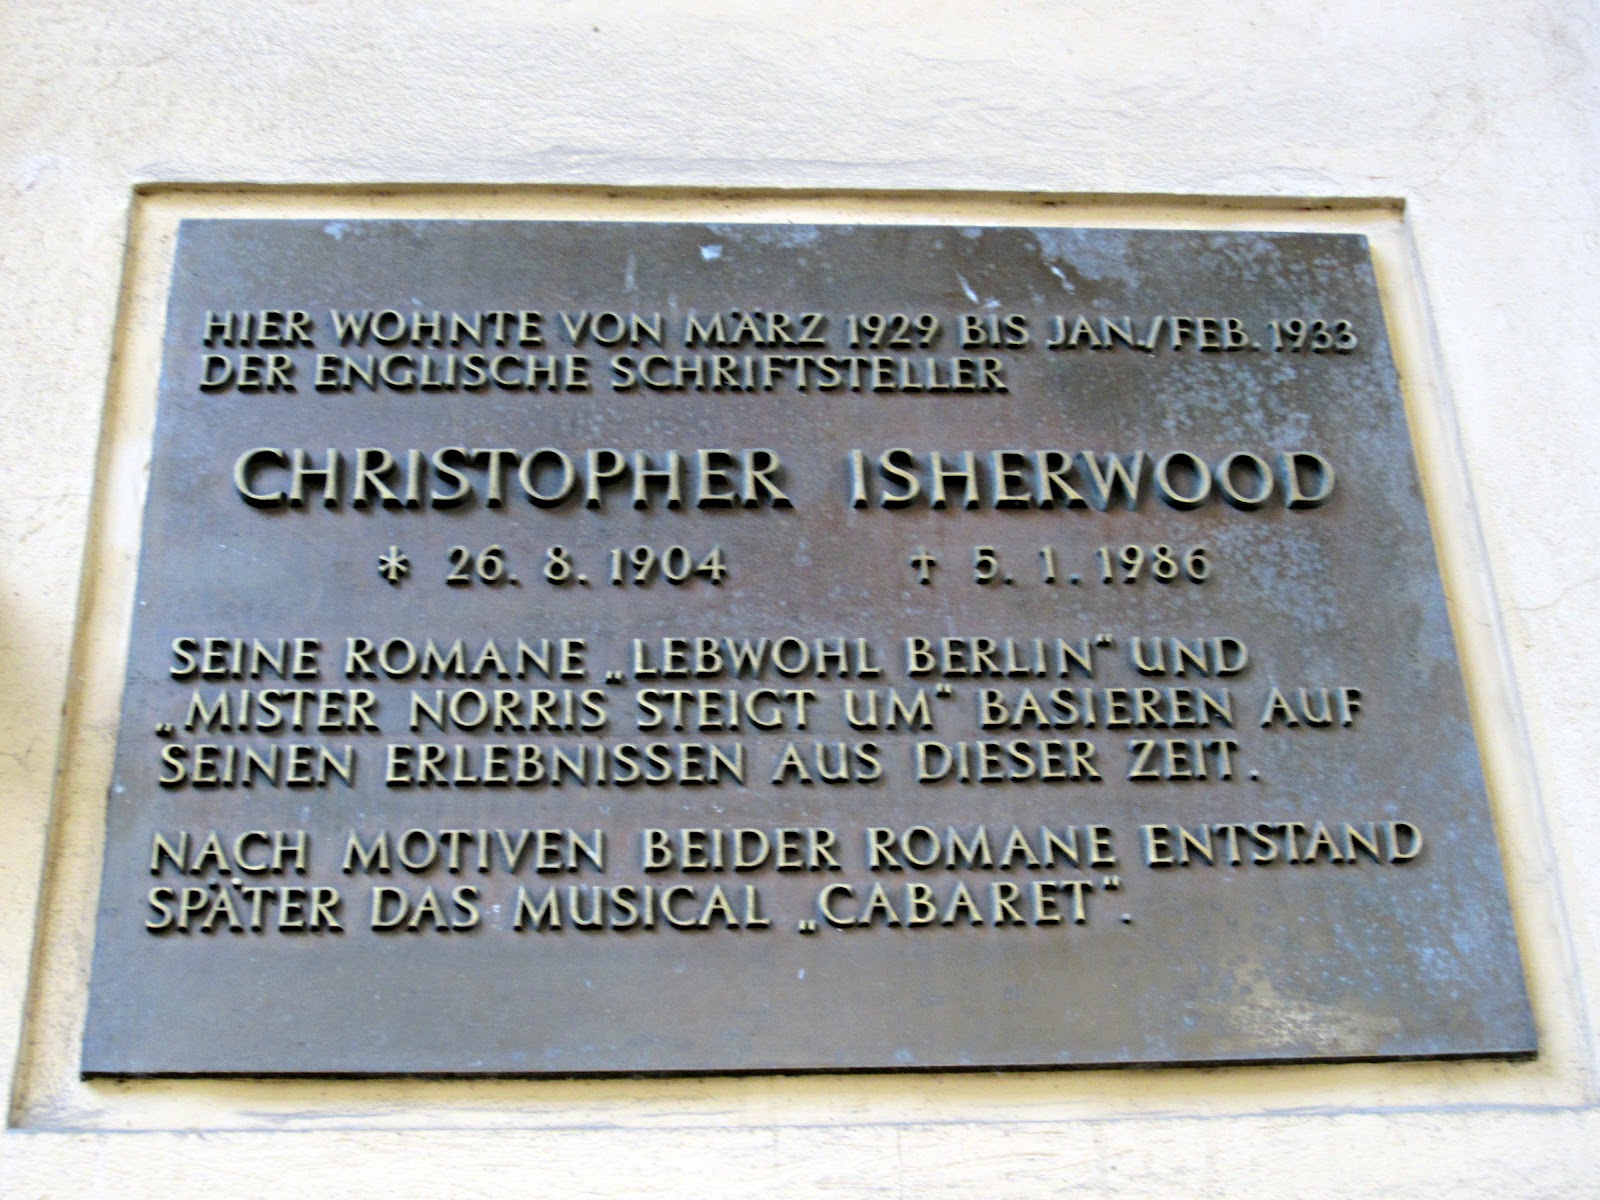 HIER WOHNTE VON MÄRZ 1929 BIS JAN./FEB. 1933
DER ENGLISCHE SCHRIFTSTELLER
CHRISTOPHER ISHERWOOD
* 26. 8. 1904 † 5. 1. 1986
SEINE ROMANE „LEBWOHL BERLIN“ UND
„MISTER NORRIS STEIGT UM“ BASIEREN AUF
SEINEN ERLEBNISSEN AUS DIESER ZEIT.
NACH MOTIVEN BEIDER ROMANE ENTSTAND
SPÄTER DAS MUSICAL „CABARET“.